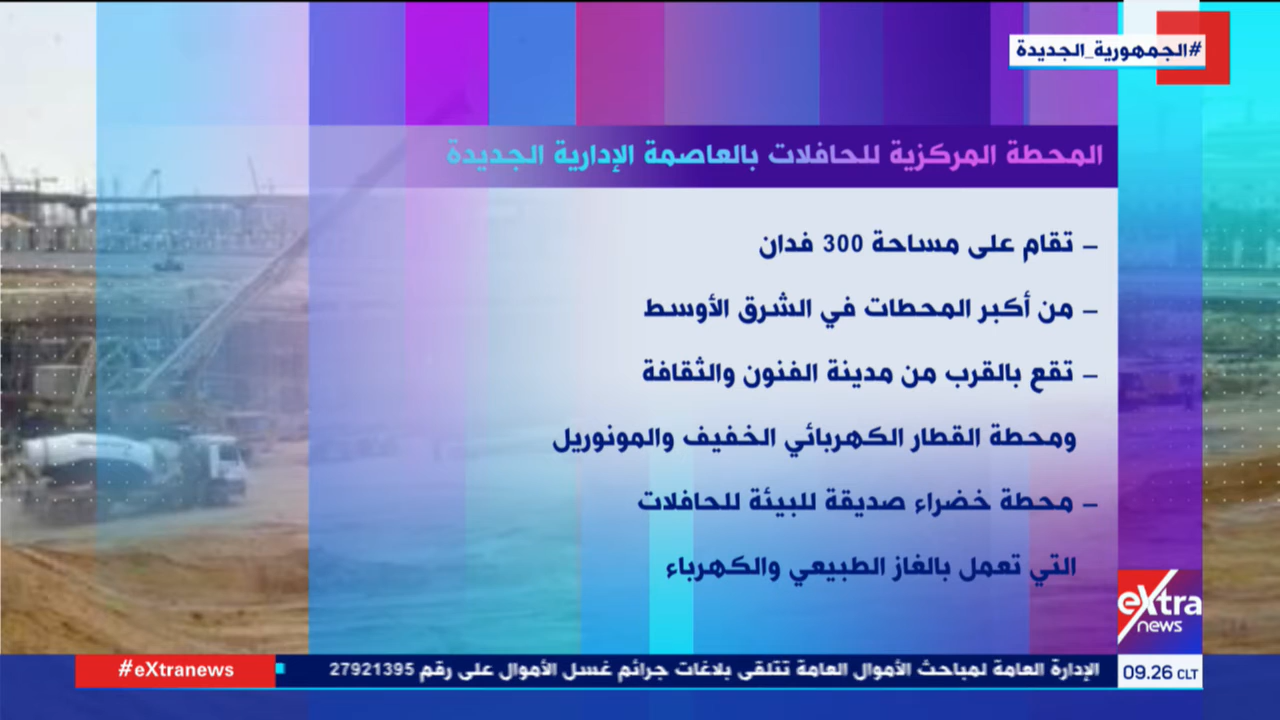 #الجمهورية_الجديدة
المحطة المركزية للحافلات بالعاصمة الإدارية الجديدة
– تقام على مساحة 300 فدان
– من أكبر المحطات في الشرق الأوسط
– تقع بالقرب من مدينة الفنون والثقافة
ومحطة القطار الكهربائي الخفيف والمونوريل
– محطة خضراء صديقة للبيئة للحافلات
التي تعمل بالغاز الطبيعي والكهرباء
eXtra
news
الإدارة العامة لمباحث الأموال العامة تتلقى بلاغات جرائم غسل الأموال على رقم 27921395
#eXtranews
09.26 CLT